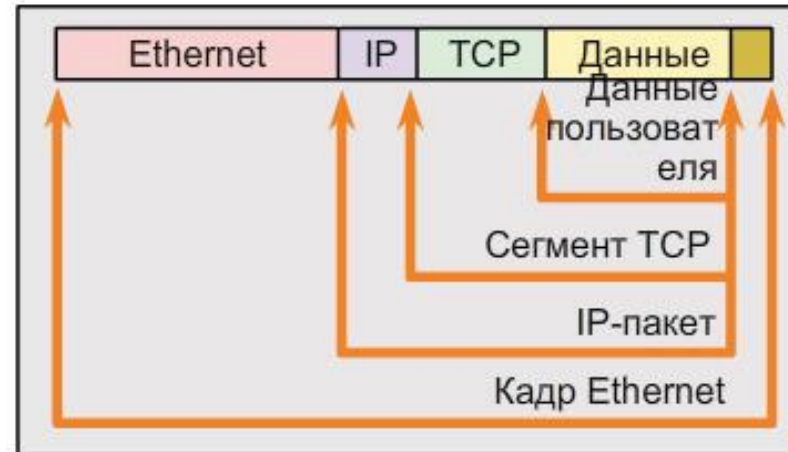 Ethernet IP TCP Данные
Данные
пользоват
еля
Сегмент TCP
IP-пакет
Кадр Ethernet